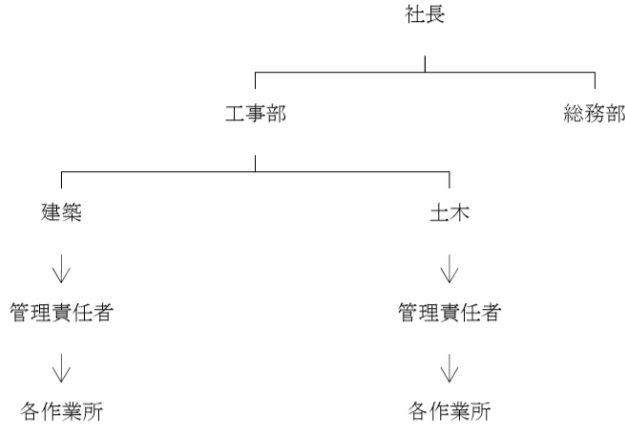 社長
工事部
総務部
建築
土木
管理責任者
管理責任者
各作業所
各作業所